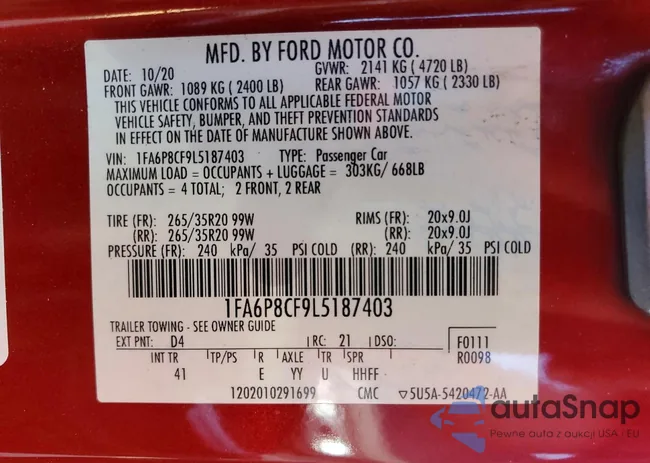 MFD. BY FORD MOTOR CO.
DATE: 10/20 GVWR: 2141 KG ( 4720 LB)
FRONT GAWR: 1089 KG ( 2400 LB) REAR GAWR: 1057 KG ( 2330 LB)
THIS VEHICLE CONFORMS TO ALL APPLICABLE FEDERAL MOTOR
VEHICLE SAFETY, BUMPER, AND THEFT PREVENTION STANDARDS
IN EFFECT ON THE DATE OF MANUFACTURE SHOWN ABOVE.
VIN: 1FA6P8CF9L5187403 TYPE: Passenger Car
MAXIMUM LOAD = OCCUPANTS + LUGGAGE = 303KG/ 668LB
OCCUPANTS = 4 TOTAL; 2 FRONT, 2 REAR
TIRE (FR): 265/35R20 99W RIMS (FR): 20x9.0J
(RR): 265/35R20 99W (RR): 20x9.0J
PRESSURE (FR): 240 kPa/ 35 PSI COLD (RR): 240 kPa/ 35 PSI COLD
1FA6P8CF9L5187403
TRAILER TOWING - SEE OWNER GUIDE
EXT PNT: D4 RC: 21 DSO: F0111
INT TR TP/PS R AXLE TR SPR R0098
41 E YY U HHFF
1202010291699 CMC 5U5A-5420472-AA
autoSnap
Pewne auta z aukcji USA / EU